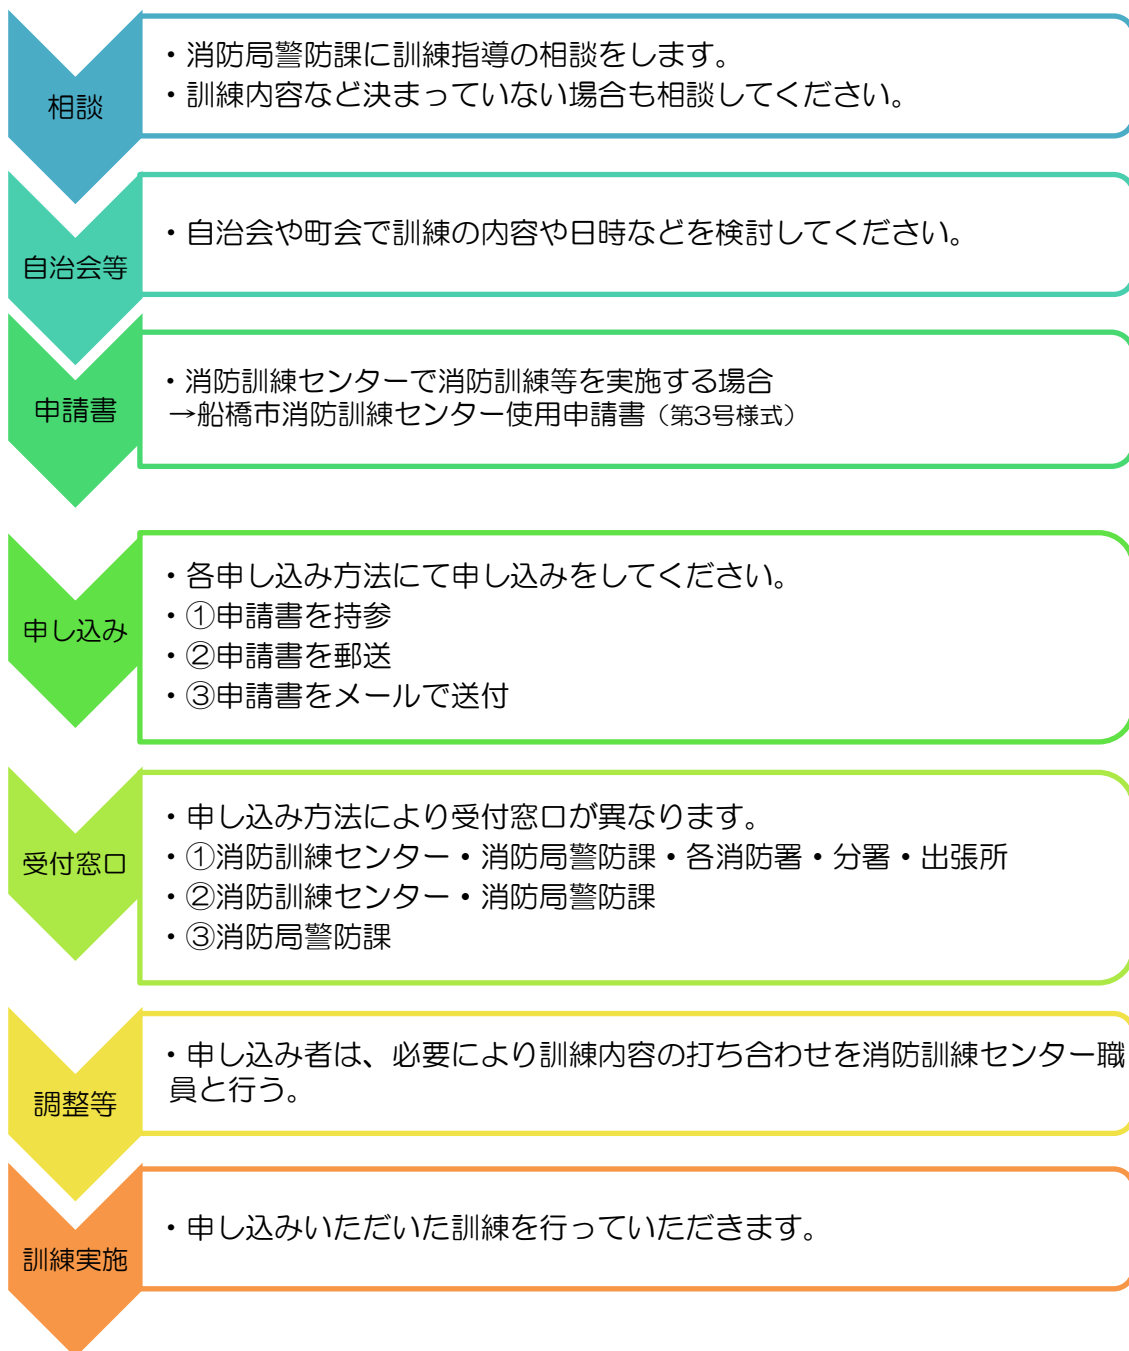 相談
・消防局警防課に訓練指導の相談をします。
・訓練内容など決まっていない場合も相談してください。
自治会等
・自治会や町会で訓練の内容や日時などを検討してください。
申請書
・消防訓練センターで消防訓練等を実施する場合
→船橋市消防訓練センター使用申請書（第3号様式）
申し込み
・各申し込み方法にて申し込みをしてください。
・①申請書を持参
・②申請書を郵送
・③申請書をメールで送付
受付窓口
・申し込み方法により受付窓口が異なります。
・①消防訓練センター・消防局警防課・各消防署・分署・出張所
・②消防訓練センター・消防局警防課
・③消防局警防課
調整等
・申し込み者は、必要により訓練内容の打ち合わせを消防訓練センター職
員と行う。
訓練実施
・申し込みいただいた訓練を行っていただきます。